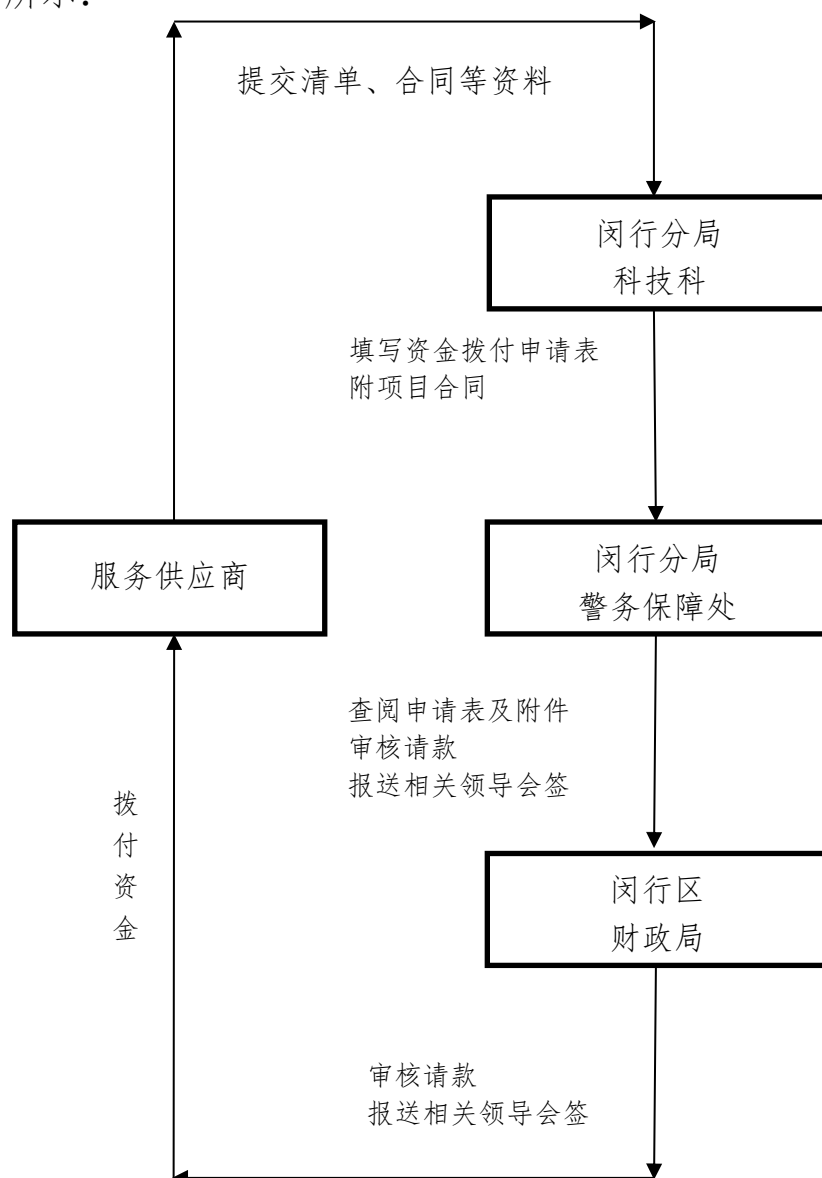 所示：
提交清单、合同等资料
闵行分局
科技科
填写资金拨付申请表
附项目合同
服务供应商
闵行分局
警务保障处
查阅申请表及附件
审核请款
报送相关领导会签
拨
付
资
金
闵行区
财政局
审核请款
报送相关领导会签